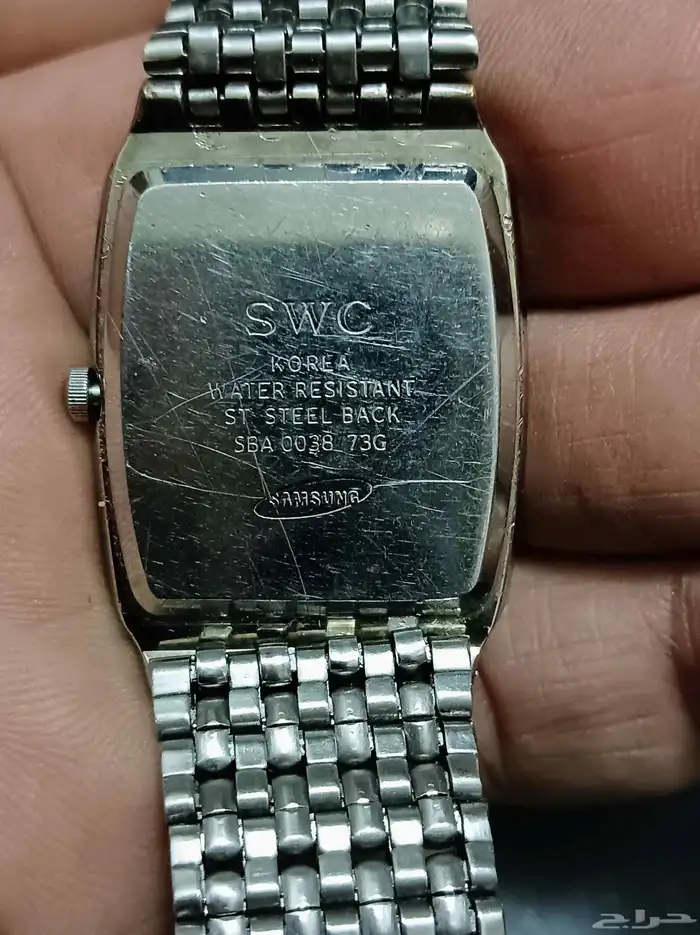 SWC
KOREA
WATER RESISTANT
ST. STEEL BACK
SBA 0038 73G
SAMSUNG
حراج